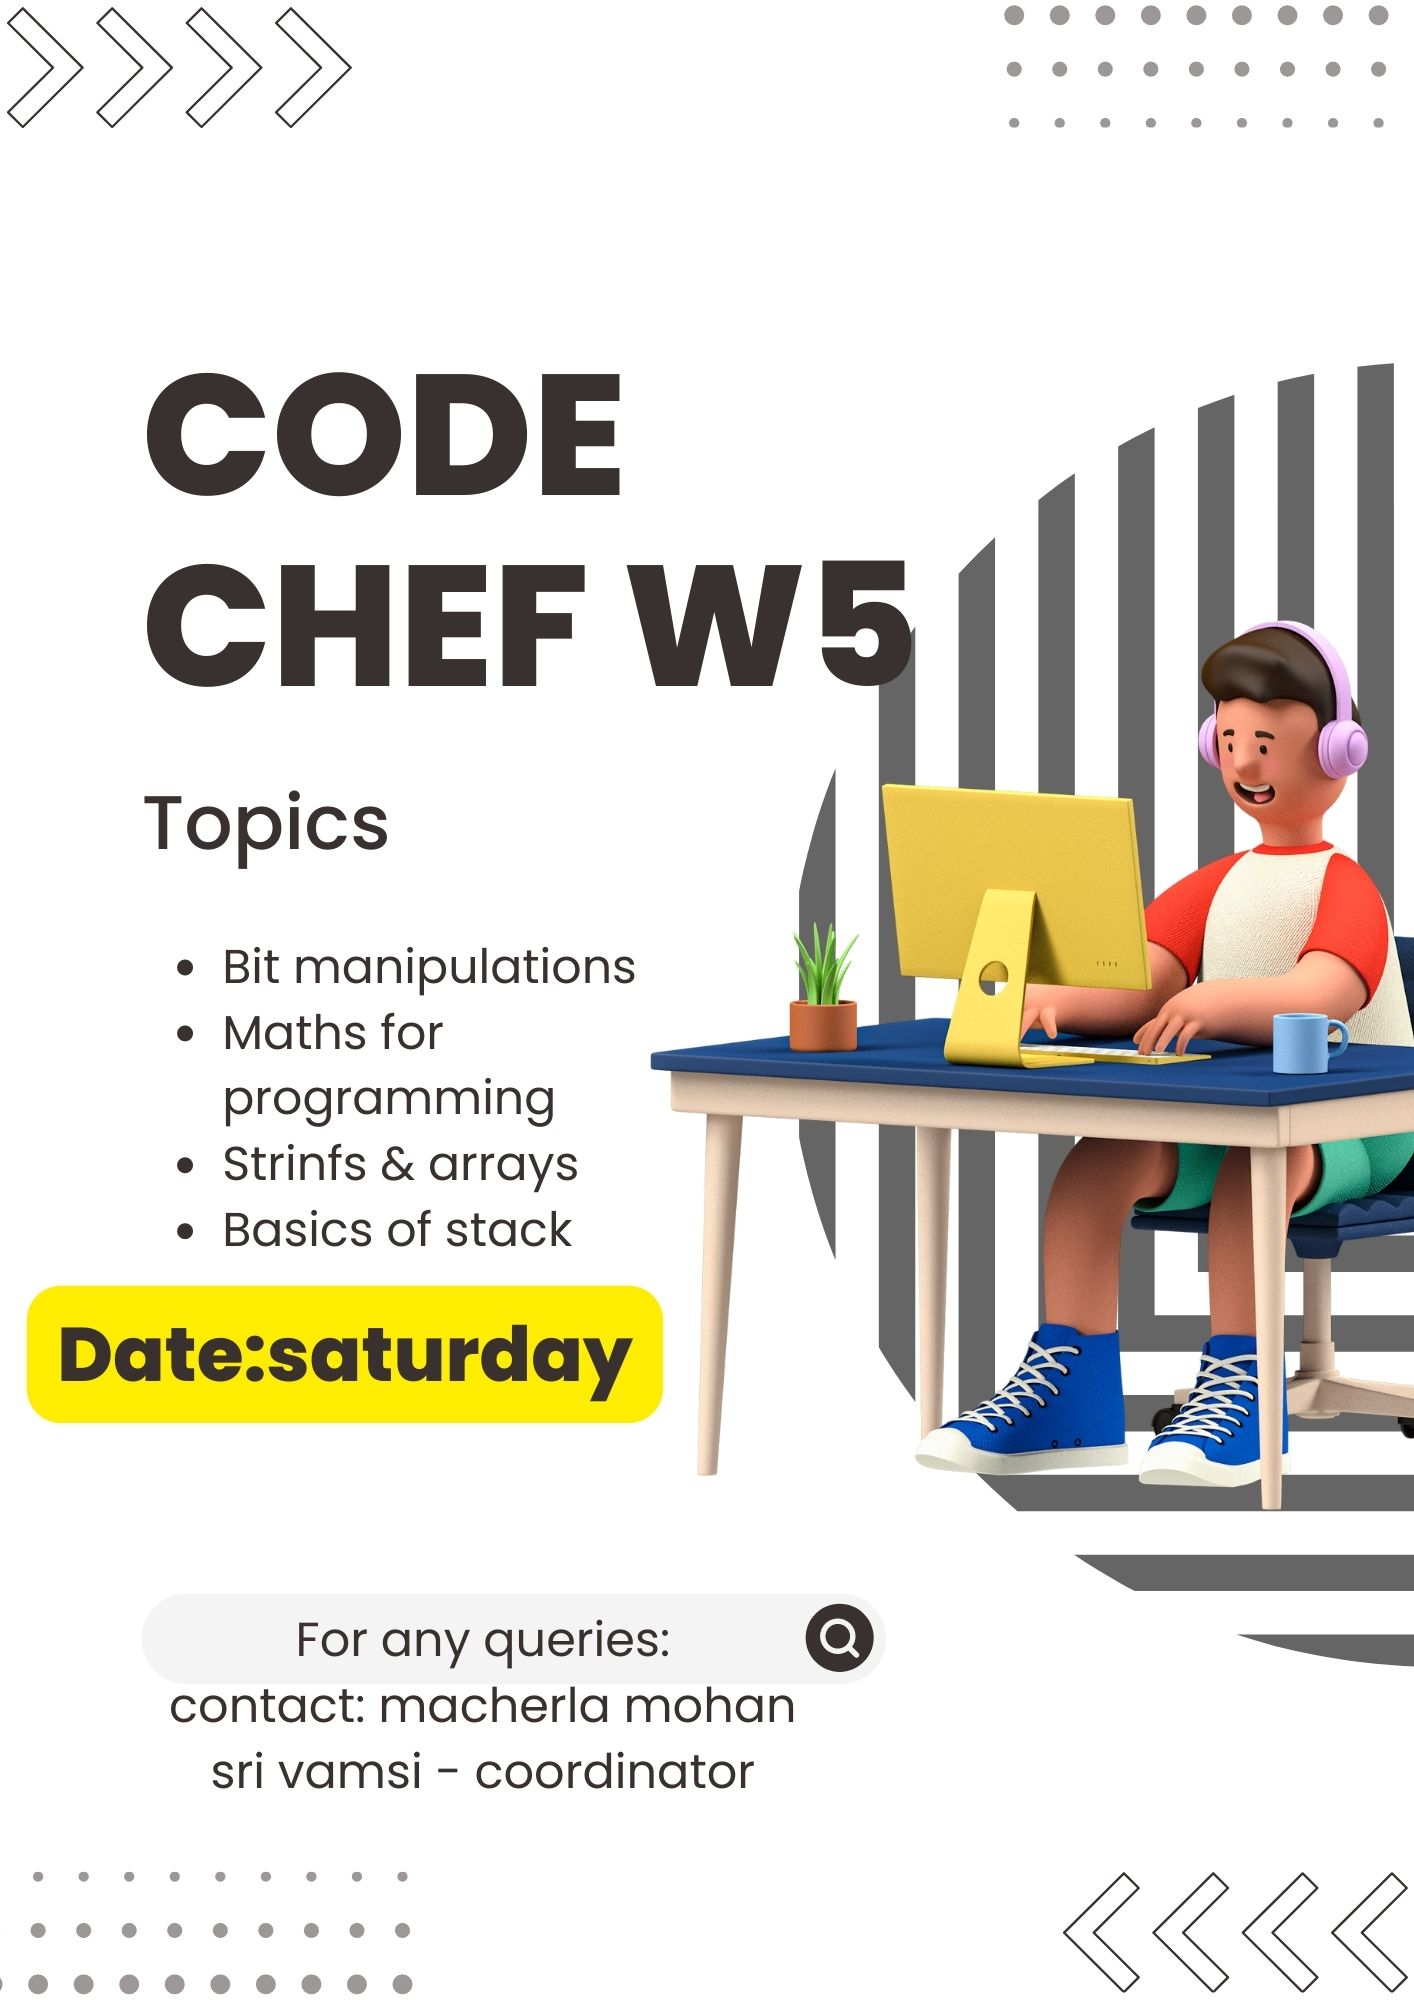 CODE
CHEF W5
Topics
• Bit manipulations
• Maths for
programming
• Strinfs & arrays
• Basics of stack
Date:saturday
For any queries:
contact: macherla mohan
sri vamsi - coordinator